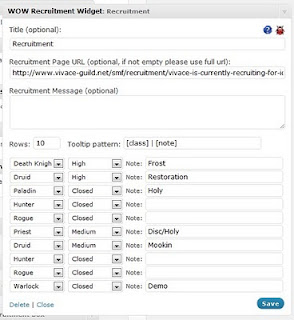 WOW Recruitment Widget: Recruitment
Title (optional):
Recruitment
Recruitment Page URL (optional, if not empty please use full url):
http://www.vivace-guild.net/smf/recruitment/vivace-is-currently-recruiting-for-ic
Recruitment Message (optional)
Rows: 10 Tooltip pattern: [class] | [note]
Death Knigh High Note: Frost
Druid High Note: Restoration
Paladin Closed Note: Holy
Hunter Closed Note:
Rogue Closed Note:
Priest Medium Note: Disc/Holy
Druid Medium Note: Mookin
Hunter Closed Note:
Rogue Closed Note:
Warlock Closed Note: Demo
Delete | Close Save